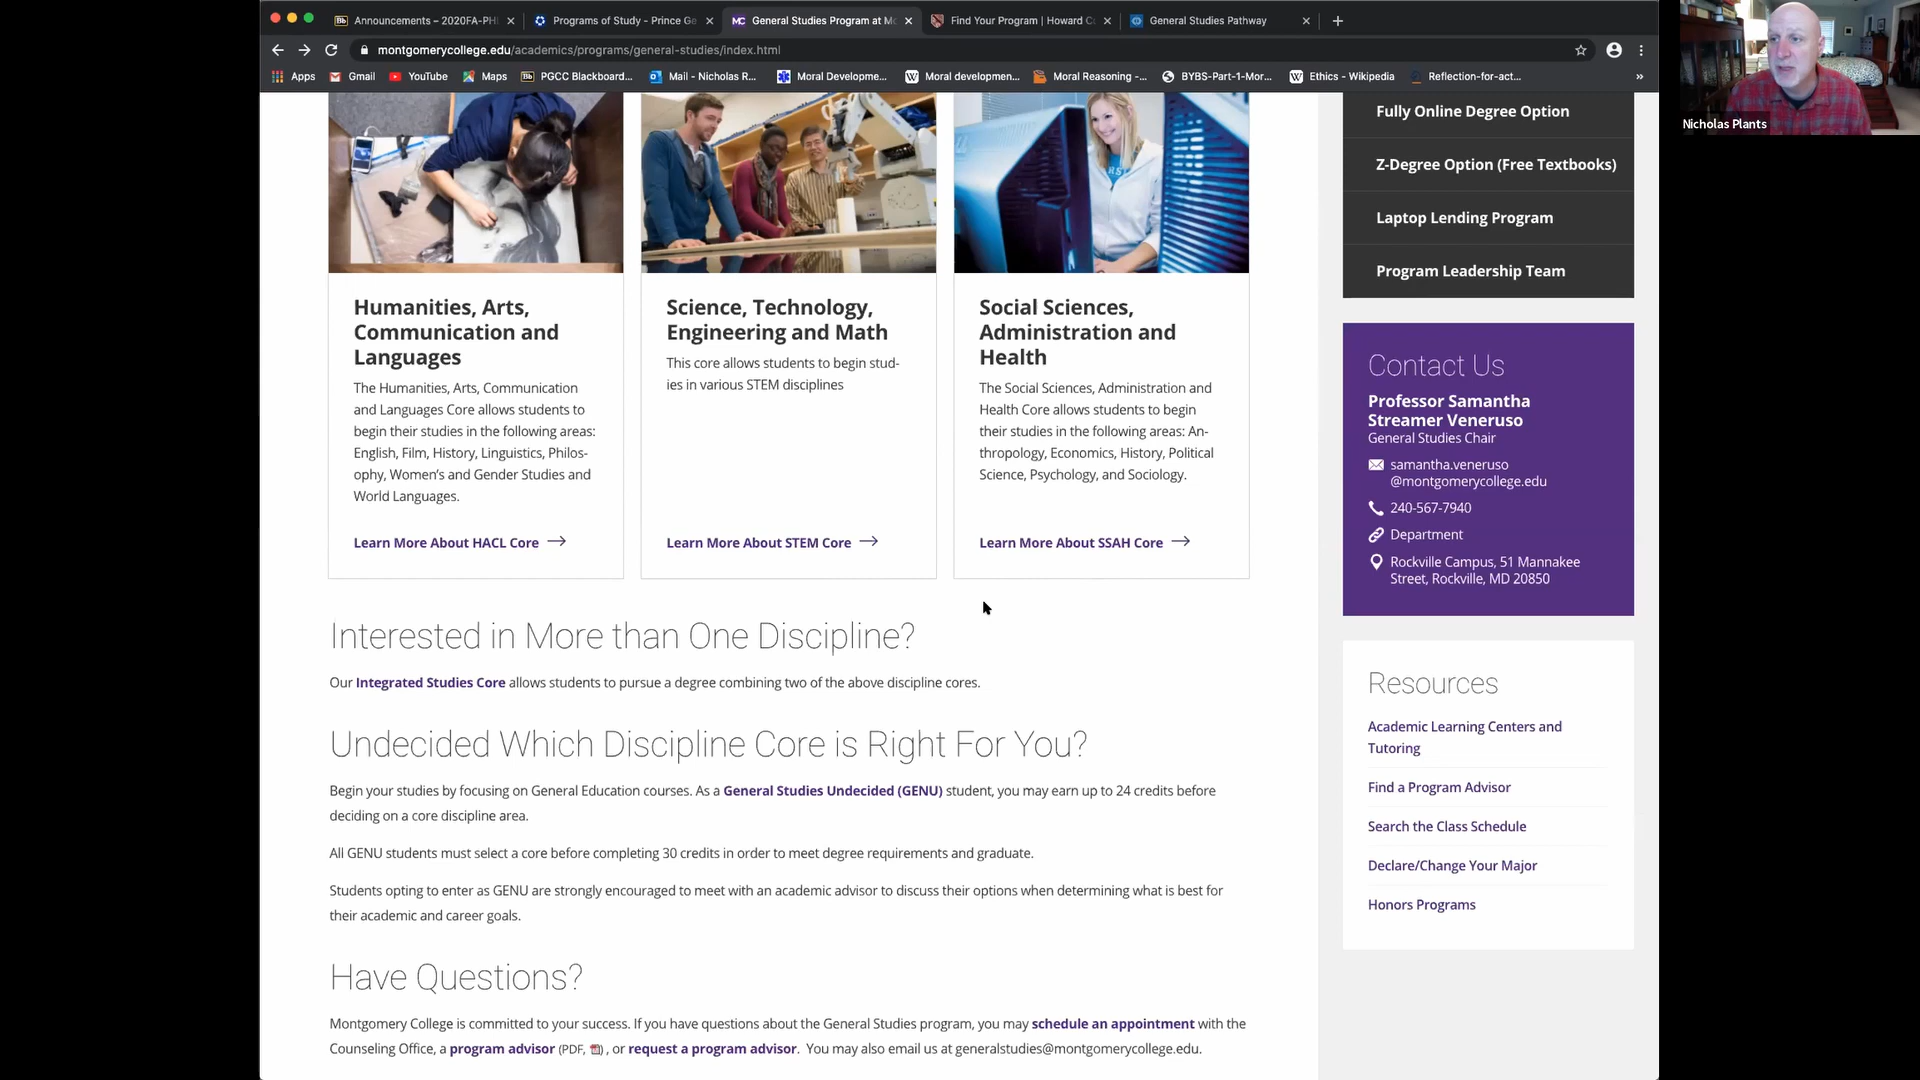 Announcements – 2020FA-PH
Programs of Study - Prince Ge
General Studies Program at Mo
Find Your Program | Howard C
General Studies Pathway
montgomerycollege.edu/academics/programs/general-studies/index.html
Apps
Gmail
YouTube
Maps
PGCC Blackboard...
Mail - Nicholas R...
Moral Developme...
Moral developmen...
Moral Reasoning -...
BYBS-Part-1-Mor...
Ethics - Wikipedia
Reflection-for-act...
»
Nicholas Plants
Humanities, Arts,
Communication and
Languages
The Humanities, Arts, Communication
and Languages Core allows students to
begin their studies in the following areas:
English, Film, History, Linguistics, Philos-
ophy, Women's and Gender Studies and
World Languages.
Learn More About HACL Core
Science, Technology,
Engineering and Math
This core allows students to begin stud-
ies in various STEM disciplines
Learn More About STEM Core
Social Sciences,
Administration and
Health
The Social Sciences, Administration and
Health Core allows students to begin
their studies in the following areas: An-
thropology, Economics, History, Political
Science, Psychology, and Sociology.
Learn More About SSAH Core
Interested in More than One Discipline?
Our Integrated Studies Core allows students to pursue a degree combining two of the above discipline cores.
Undecided Which Discipline Core is Right For You?
Begin your studies by focusing on General Education courses. As a General Studies Undecided (GENU) student, you may earn up to 24 credits before
deciding on a core discipline area.
All GENU students must select a core before completing 30 credits in order to meet degree requirements and graduate.
Students opting to enter as GENU are strongly encouraged to meet with an academic advisor to discuss their options when determining what is best for
their academic and career goals.
Have Questions?
Montgomery College is committed to your success. If you have questions about the General Studies program, you may schedule an appointment with the
Counseling Office, a program advisor (PDF, ) , or request a program advisor. You may also email us at generalstudies@montgomerycollege.edu.
Fully Online Degree Option
Z-Degree Option (Free Textbooks)
Laptop Lending Program
Program Leadership Team
Contact Us
Professor Samantha
Streamer Veneruso
General Studies Chair
samantha.veneruso
@montgomerycollege.edu
240-567-7940
Department
Rockville Campus, 51 Mannakee
Street, Rockville, MD 20850
Resources
Academic Learning Centers and
Tutoring
Find a Program Advisor
Search the Class Schedule
Declare/Change Your Major
Honors Programs